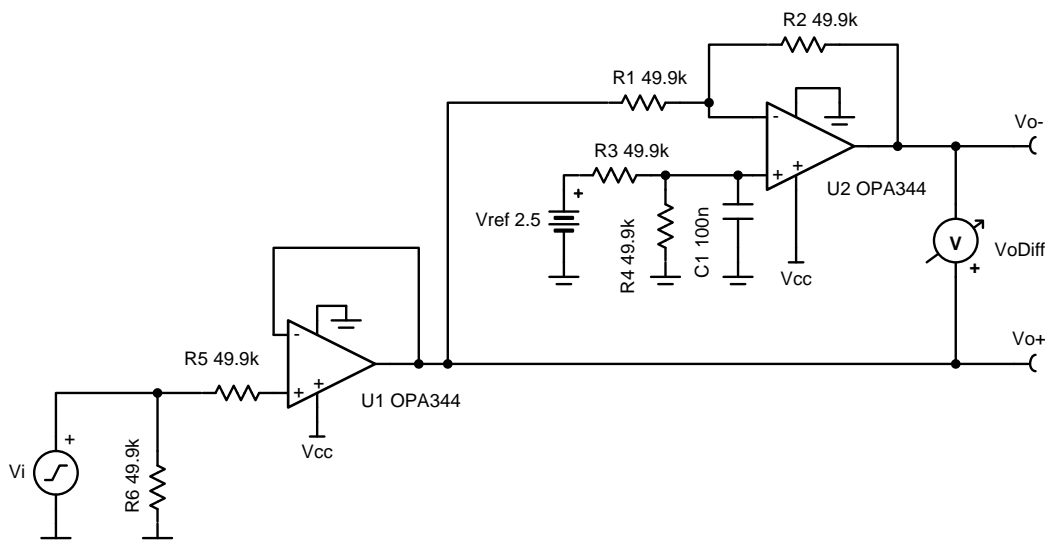 R2 49.9k
R1 49.9k
-
+
+
Vo-
R3 49.9k
U2 OPA344
+
Vref 2.5
R4 49.9k
C1 100n
Vcc
V
+
VoDiff
-
+
+
Vo+
R5 49.9k
U1 OPA344
Vcc
+
Vi
R6 49.9k